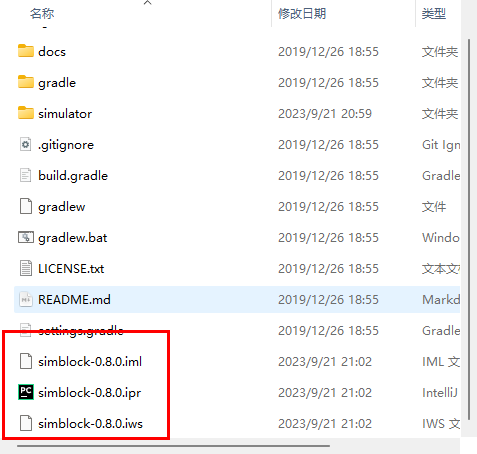 名称 修改日期 类型
docs 2019/12/26 18:55 文件夹
gradle 2019/12/26 18:55 文件夹
simulator 2023/9/21 20:59 文件夹
.gitignore 2019/12/26 18:55 Git Ign
build.gradle 2019/12/26 18:55 Gradle
gradlew 2019/12/26 18:55 文件
gradlew.bat 2019/12/26 18:55 Windo
LICENSE.txt 2019/12/26 18:55 文本文
README.md 2019/12/26 18:55 Markd
settings.gradle 2019/12/26 18:55 Gradle
simblock-0.8.0.iml 2023/9/21 21:02 IML 文
PC simblock-0.8.0.ipr 2023/9/21 21:02 IntelliJ
simblock-0.8.0.iws 2023/9/21 21:02 IWS 文